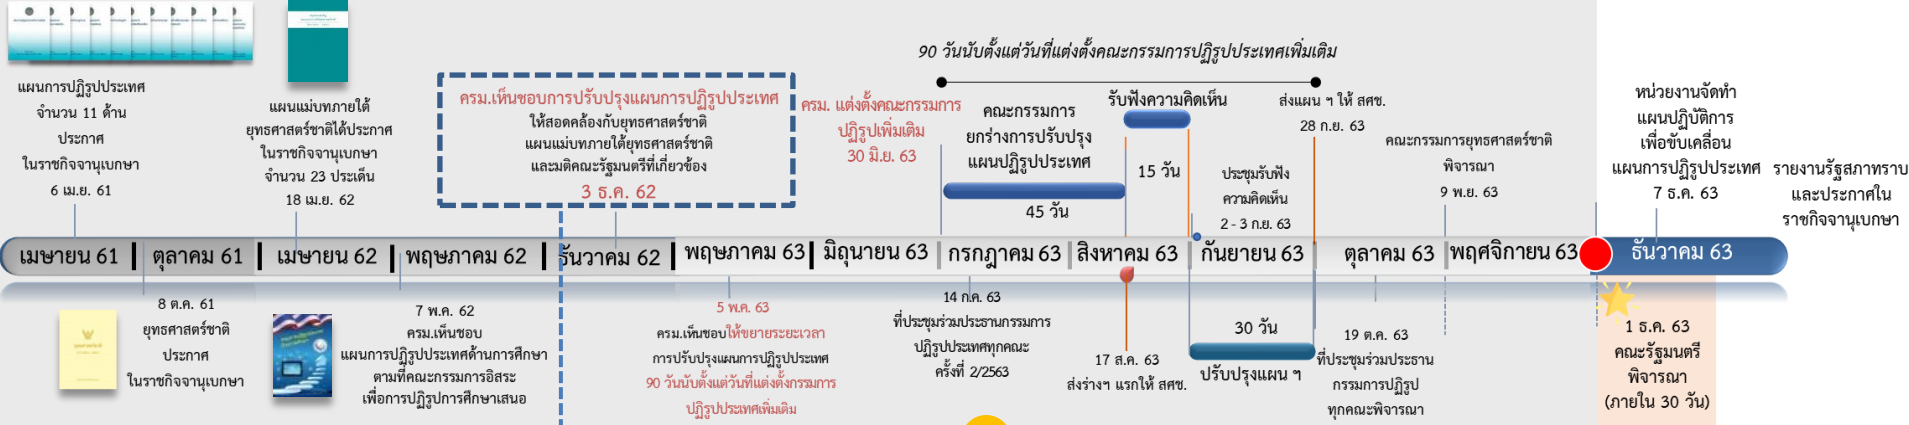 แผนการปฏิรูปประเทศ
จำนวน 11 ด้าน
ประกาศ
ในราชกิจจานุเบกษา
6 เม.ย. 61
แผนแม่บทภายใต้
ยุทธศาสตร์ชาติได้ประกาศ
ในราชกิจจานุเบกษา
จำนวน 23 ประเด็น
18 เม.ย. 62
ครม.เห็นชอบการปรับปรุงแผนการปฏิรูปประเทศ
ให้สอดคล้องกับยุทธศาสตร์ชาติ
แผนแม่บทภายใต้ยุทธศาสตร์ชาติ
และมติคณะรัฐมนตรีที่เกี่ยวข้อง
3 ธ.ค. 62
ครม. แต่งตั้งคณะกรรมการ
ปฏิรูปเพิ่มเติม
30 มิ.ย. 63
90 วันนับตั้งแต่วันที่แต่งตั้งคณะกรรมการปฏิรูปประเทศเพิ่มเติม
คณะกรรมการ
ยกร่างการปรับปรุง
แผนปฏิรูปประเทศ
45 วัน
รับฟังความคิดเห็น
15 วัน
ประชุมรับฟัง
ความคิดเห็น
2 - 3 ก.ย. 63
ส่งแผน ฯ ให้ สศช.
28 ก.ย. 63
คณะกรรมการยุทธศาสตร์ชาติ
พิจารณา
9 พ.ย. 63
หน่วยงานจัดทำ
แผนปฏิบัติการ
เพื่อขับเคลื่อน
แผนการปฏิรูปประเทศ
7 ธ.ค. 63
รายงานรัฐสภาทราบ
และประกาศใน
ราชกิจจานุเบกษา
เมษายน 61 ตุลาคม 61 เมษายน 62 พฤษภาคม 62 ธันวาคม 62 พฤษภาคม 63 มิถุนายน 63 กรกฎาคม 63 สิงหาคม 63 กันยายน 63 ตุลาคม 63 พฤศจิกายน 63 ธันวาคม 63
8 ต.ค. 61
ยุทธศาสตร์ชาติ
ประกาศ
ในราชกิจจานุเบกษา
7 พ.ค. 62
ครม.เห็นชอบ
แผนการปฏิรูปประเทศด้านการศึกษา
ตามที่คณะกรรมการอิสระ
เพื่อการปฏิรูปการศึกษาเสนอ
5 พ.ค. 63
ครม.เห็นชอบให้ขยายระยะเวลา
การปรับปรุงแผนการปฏิรูปประเทศ
90 วันนับตั้งแต่วันที่แต่งตั้งกรรมการ
ปฏิรูปประเทศเพิ่มเติม
14 ก.ค. 63
ที่ประชุมร่วมประธานกรรมการ
ปฏิรูปประเทศทุกคณะ
ครั้งที่ 2/2563
17 ส.ค. 63
ส่งร่างฯ แรกให้ สศช.
30 วัน
ปรับปรุงแผน ฯ
19 ต.ค. 63
ที่ประชุมร่วมประธาน
กรรมการปฏิรูป
ทุกคณะพิจารณา
1 ธ.ค. 63
คณะรัฐมนตรี
พิจารณา
(ภายใน 30 วัน)